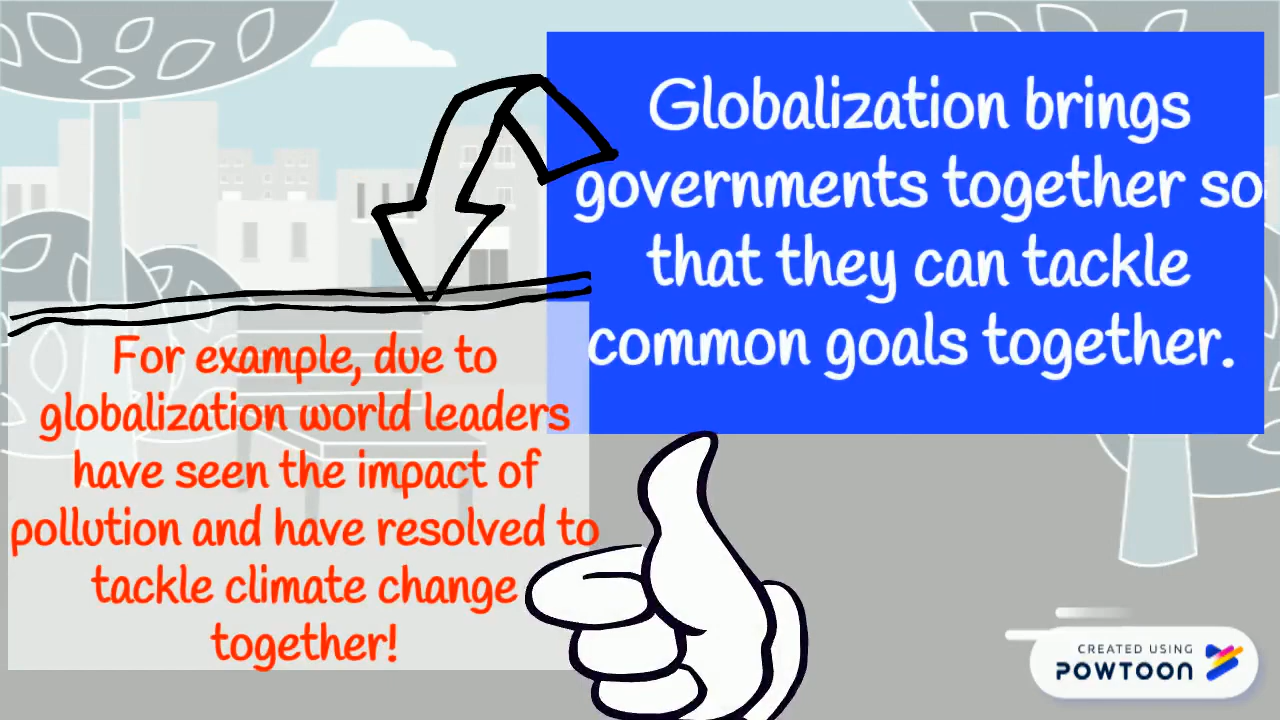 Globalization brings
governments together so
that they can tackle
common goals together.
For example, due to
globalization world leaders
have seen the impact of
pollution and have resolved to
tackle climate change
together!
CREATED USING
POWTOON